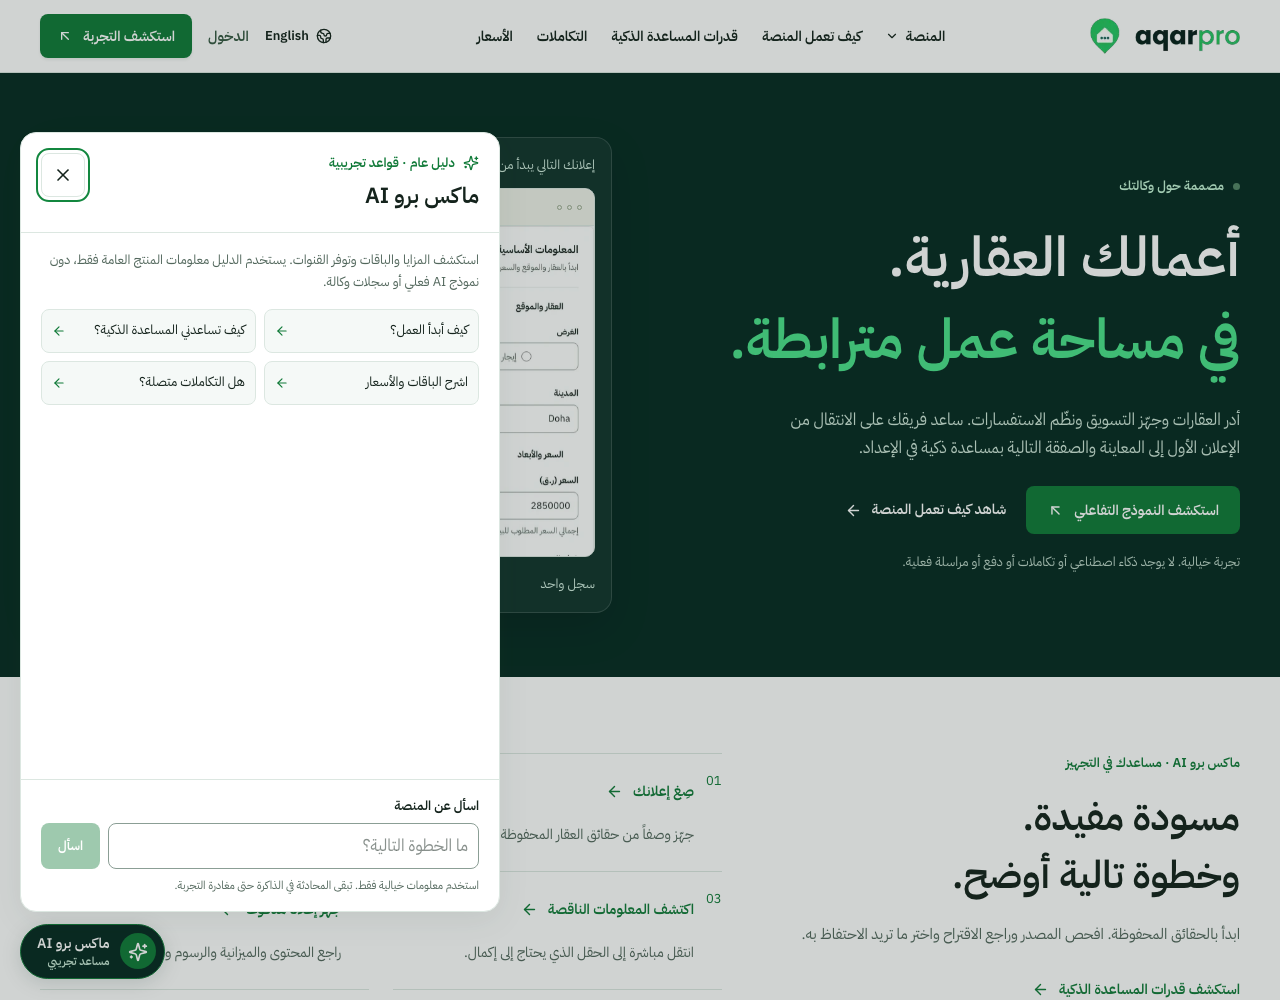 aqarpro
المنصة
كيف تعمل المنصة
قدرات المساعدة الذكية
التكاملات
الأسعار
English
الدخول
استكشف التجربة
مصممة حول وكالتك
أعمالك العقارية.
في مساحة عمل مترابطة.
أدر العقارات وجهّز التسويق ونظّم الاستفسارات. ساعد فريقك على الانتقال من
الإعلان الأول إلى المعاينة والصفقة التالية بمساعدة ذكية في الإعداد.
استكشف النموذج التفاعلي
شاهد كيف تعمل المنصة
تجربة خيالية. لا يوجد ذكاء اصطناعي أو تكاملات أو دفع أو مراسلة فعلية.
إعلانك التالي يبدأ من
المعلومات الأساسية
ابدأ بالعقار والموقع والسعر
العقار والموقع
الغرض
إيجار
المدينة
Doha
السعر والأبعاد
السعر (ر.ق)
2850000
إجمالي السعر المطلوب
سجل واحد
دليل عام · قواعد تجريبية
ماكس برو AI
استكشف المزايا والباقات وتوفر القنوات. يستخدم الدليل معلومات المنتج العامة فقط، دون
نموذج AI فعلي أو سجلات وكالة.
كيف أبدأ العمل؟
كيف تساعدني المساعدة الذكية؟
اشرح الباقات والأسعار
هل التكاملات متصلة؟
اسأل عن المنصة
ما الخطوة التالية؟
اسأل
استخدم معلومات خيالية فقط. تبقى المحادثة في الذاكرة حتى مغادرة التجربة.
ماكس برو AI
مساعد تجريبي
ماكس برو AI · مساعدك في التجهيز
مسودة مفيدة.
وخطوة تالية أوضح.
ابدأ بالحقائق المحفوظة. افحص المصدر وراجع الاقتراح واختر ما تريد الاحتفاظ به.
استكشف قدرات المساعدة الذكية
01
صِغ إعلانك
جهّز وصفاً من حقائق العقار المحفوظة
03
اكتشف المعلومات الناقصة
انتقل مباشرة إلى الحقل الذي يحتاج إلى إكمال.
راجع المحتوى والميزانية والرسوم